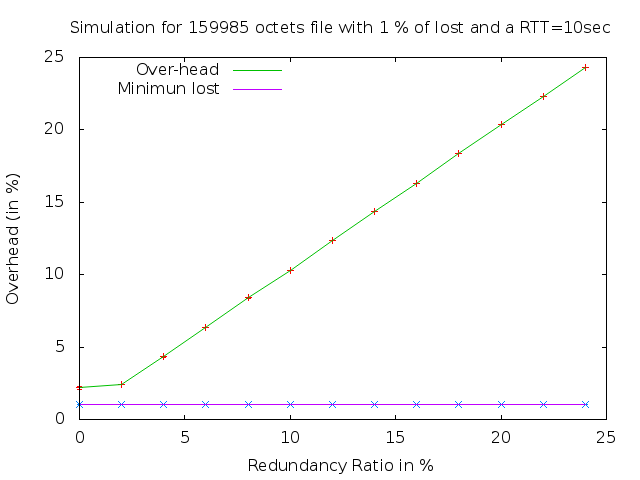 Simulation for 159985 octets file with 1 % of lost and a RTT=10sec
Over-head
Minimun lost
Overhead (in %)
25
20
15
10
5
0
0 5 10 15 20 25
Redundancy Ratio in %